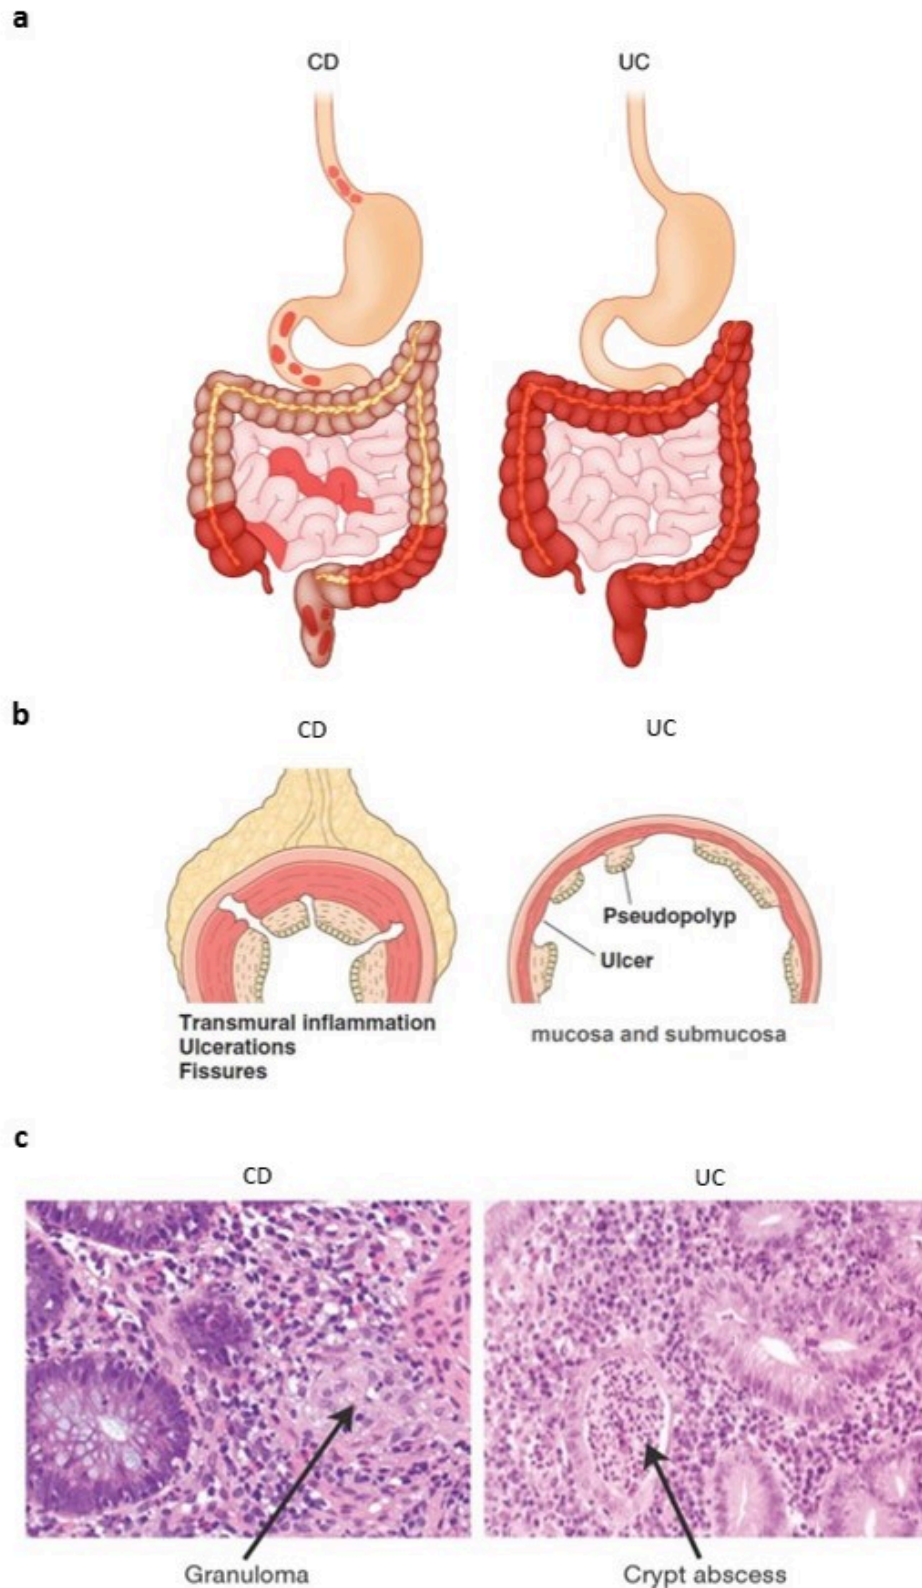 a
CD
UC
b
CD
UC
Pseudopolyp
Ulcer
Transmural inflammation
Ulcerations
Fissures
mucosa and submucosa
c
CD
UC
Granuloma
Crypt abscess